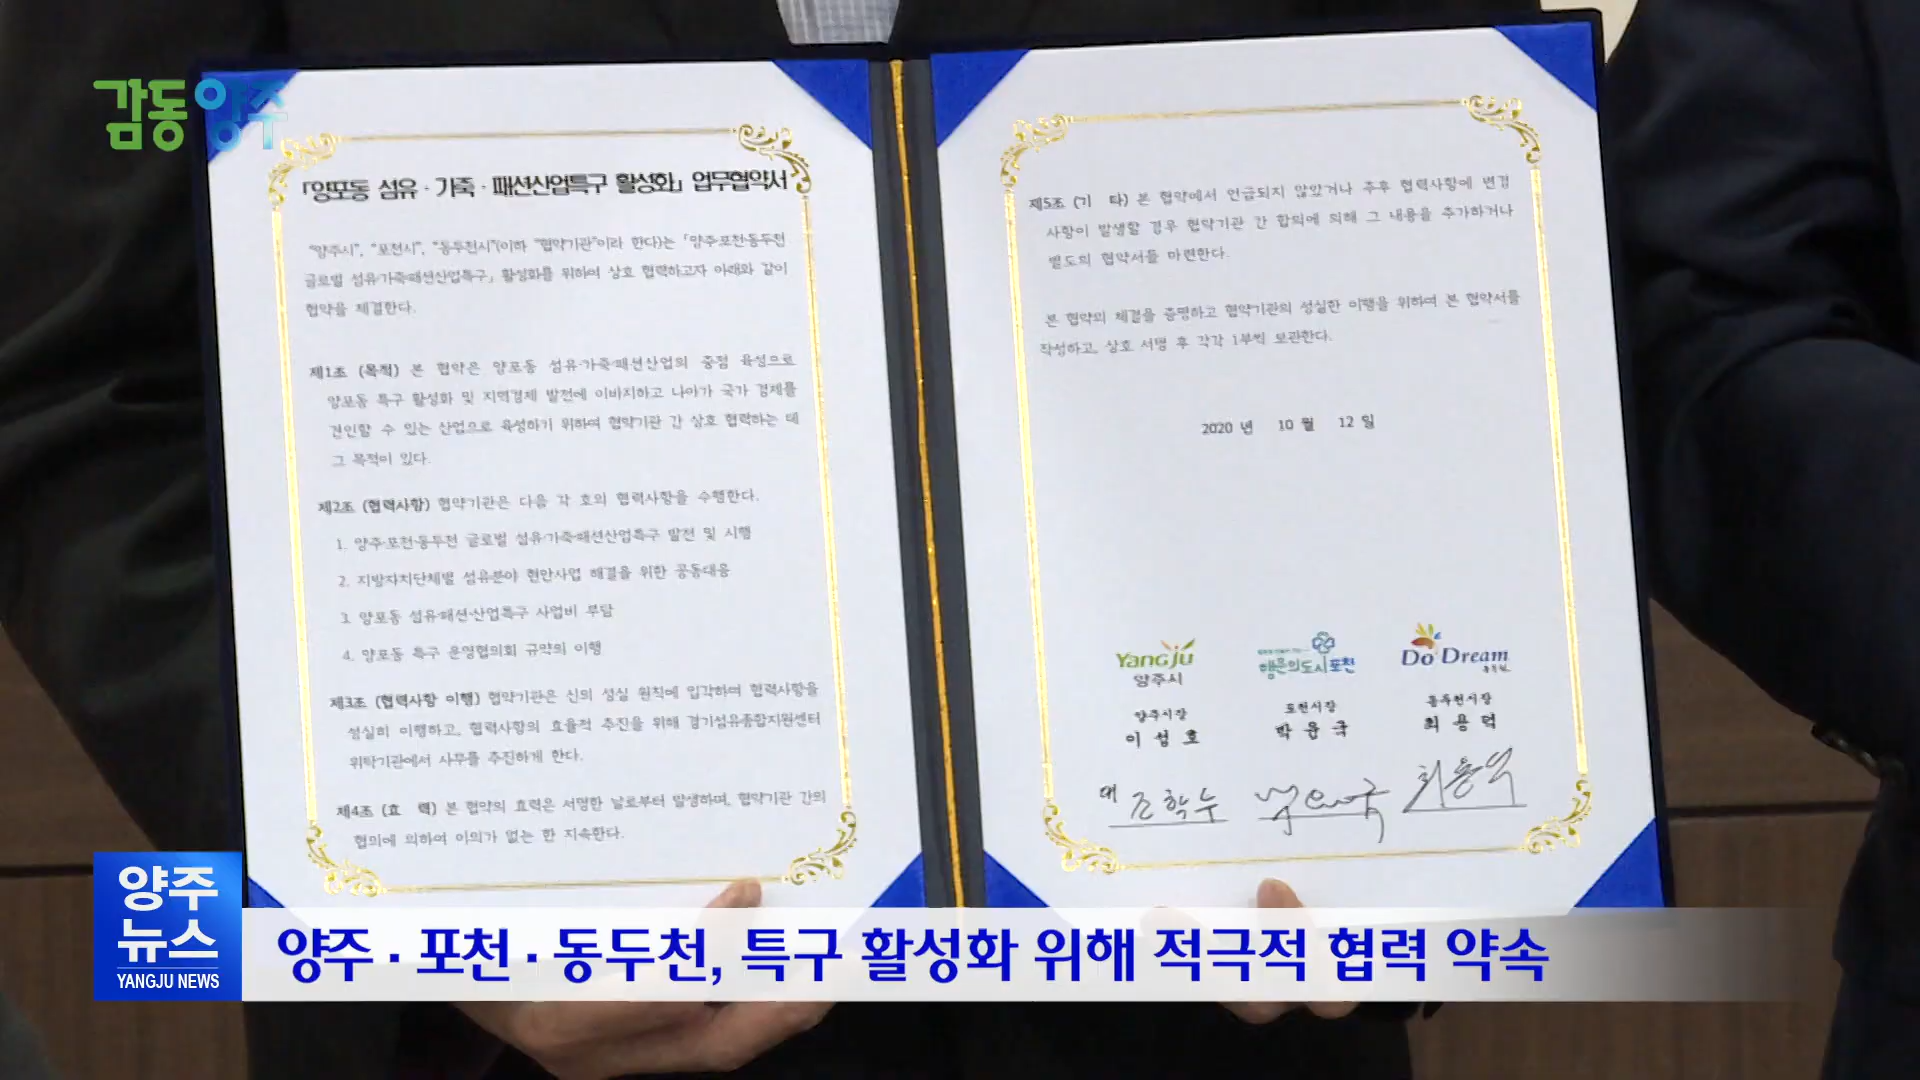 감동양주
「양포동 섬유·가죽·패션산업특구 활성화」 업무협약서
"양주시", "포천시", "동두천시"(이하 "협약기관"이라 한다)는 「양주·포천·동두천
글로벌 섬유·가죽·패션산업특구」 활성화를 위하여 상호 협력하고자 아래와 같이
협약을 체결한다.
제1조 (목적) 본 협약은 양포동 섬유·가죽·패션산업의 중점 육성으로
양포동 특구 활성화 및 지역경제 발전에 이바지하고 나아가 국가 경제를
견인할 수 있는 산업으로 육성하기 위하여 협약기관 간 상호 협력하는 데
그 목적이 있다.
제2조 (협력사항) 협약기관은 다음 각 호의 협력사항을 수행한다.
1. 양주·포천·동두천 글로벌 섬유·가죽·패션산업특구 발전 및 시행
2. 지방자치단체별 섬유분야 현안사업 해결을 위한 공동대응
3. 양포동 섬유·패션·산업특구 사업비 부담
4. 양포동 특구 운영협의회 규약의 이행
제3조 (협력사항 이행) 협약기관은 신의 성실 원칙에 입각하여 협력사항을
성실히 이행하고, 협력사항의 효율적 추진을 위해 경기섬유종합지원센터
위탁기관에서 사무를 추진하게 한다.
제4조 (효 력) 본 협약의 효력은 서명한 날로부터 발생하며, 협약기관 간의
협의에 의하여 이의가 없는 한 지속한다.
제5조 (기 타) 본 협약에서 언급되지 않았거나 추후 협력사항에 변경
사항이 발생할 경우 협약기관 간 합의에 의해 그 내용을 추가하거나
별도의 협약서를 마련한다.
본 협약의 체결을 증명하고 협약기관의 성실한 이행을 위하여 본 협약서를
작성하고, 상호 서명 후 각각 1부씩 보관한다.
2020 년 10 월 12 일
Yangju
양주시
행운의도시포천
Do Dream
양주시장
이 성 호
포천시장
박 윤 국
동두천시장
최 용 덕
대 조학수
최용덕
양주
뉴스
YANGJU NEWS
양주·포천·동두천, 특구 활성화 위해 적극적 협력 약속